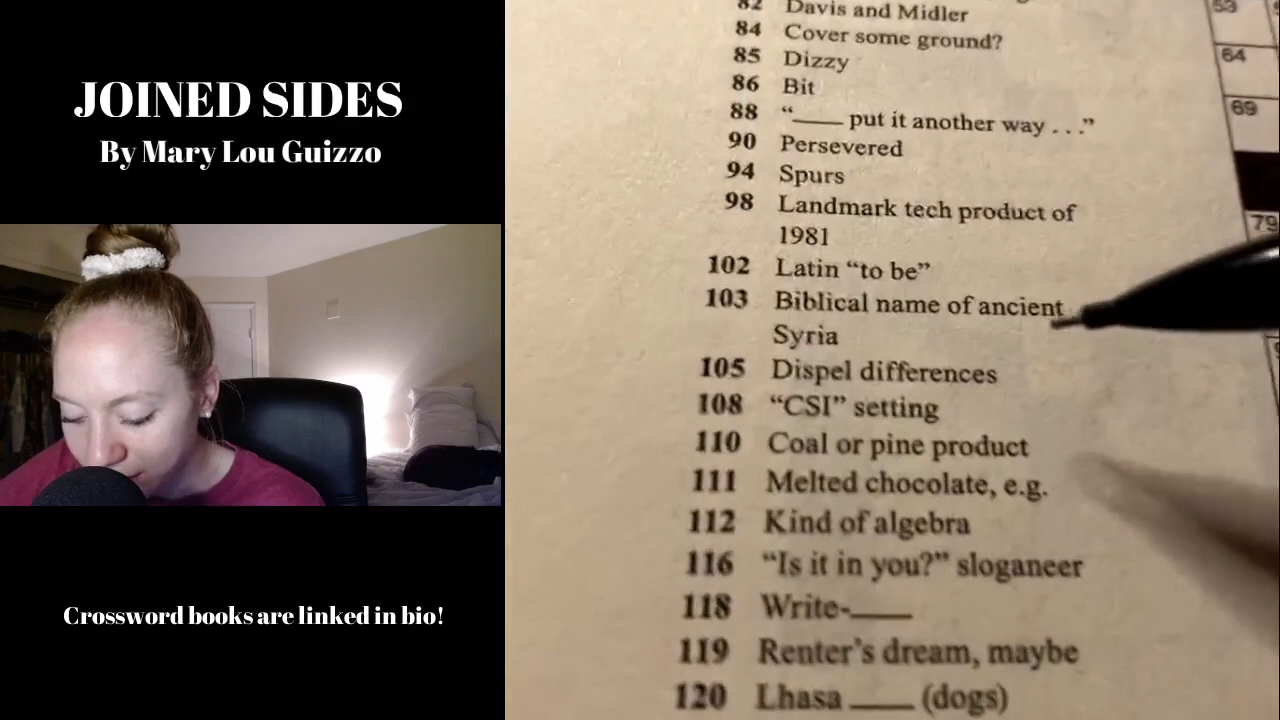 JOINED SIDES
By Mary Lou Guizzo
Crossword books are linked in bio!
82 Davis and Midler
84 Cover some ground?
85 Dizzy
86 Bit
88 “____ put it another way . . .”
90 Persevered
94 Spurs
98 Landmark tech product of
1981
102 Latin “to be”
103 Biblical name of ancient
Syria
105 Dispel differences
108 “CSI” setting
110 Coal or pine product
111 Melted chocolate, e.g.
112 Kind of algebra
116 “Is it in you?” sloganeer
118 Write-____
119 Renter’s dream, maybe
120 Lhasa ____ (dogs)
53
64
69
79